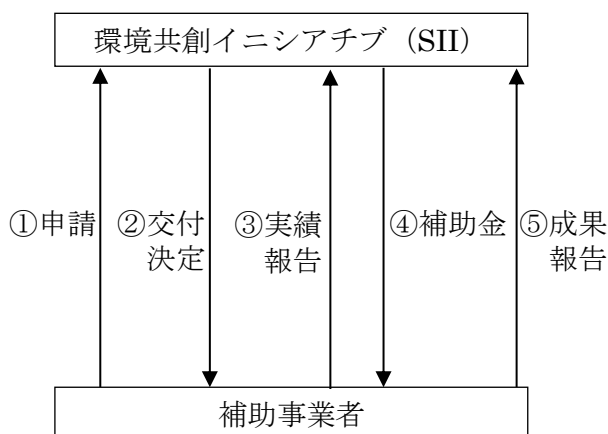 環境共創イニシアチブ（SII）
①申請
②交付
決定
③実績
報告
④補助金
⑤成果
報告
補助事業者